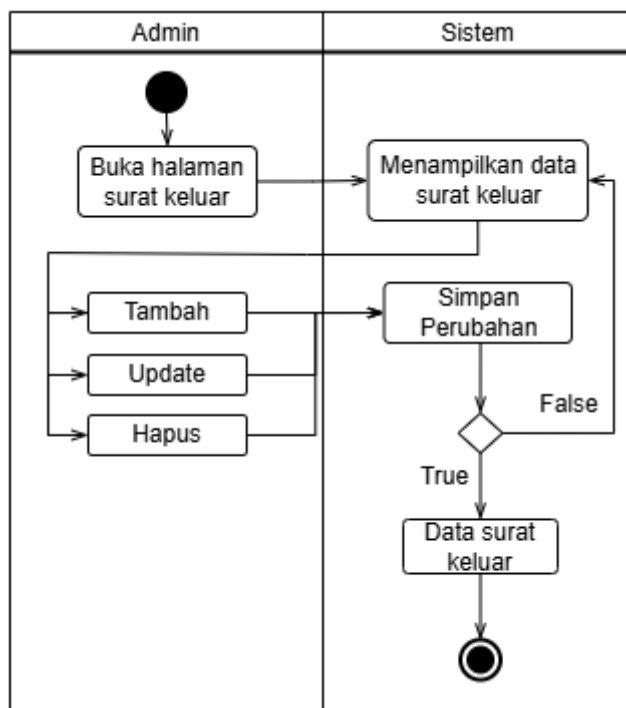 Admin
Sistem
Buka halaman
surat keluar
Menampilkan data
surat keluar
Tambah
Update
Hapus
Simpan
Perubahan
False
True
Data surat
keluar